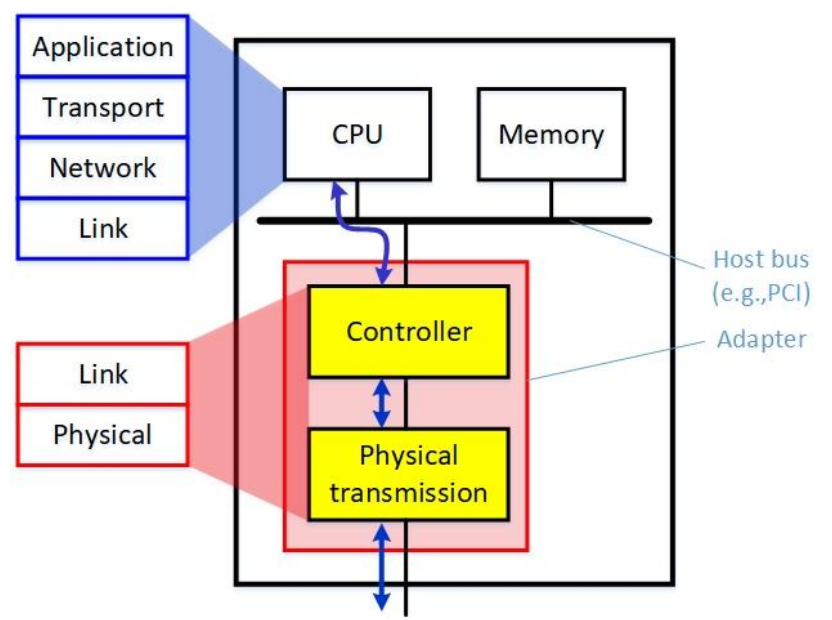 Application
Transport
Network
Link
CPU
Memory
Host bus
(e.g.,PCI)
Adapter
Controller
Link
Physical
Physical
transmission